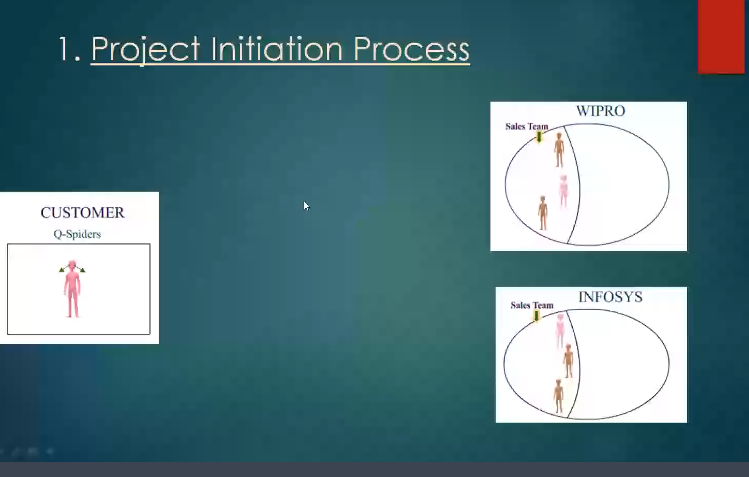 1. Project Initiation Process
WIPRO
Sales Team
CUSTOMER
Q-Spiders
INFOSYS
Sales Team